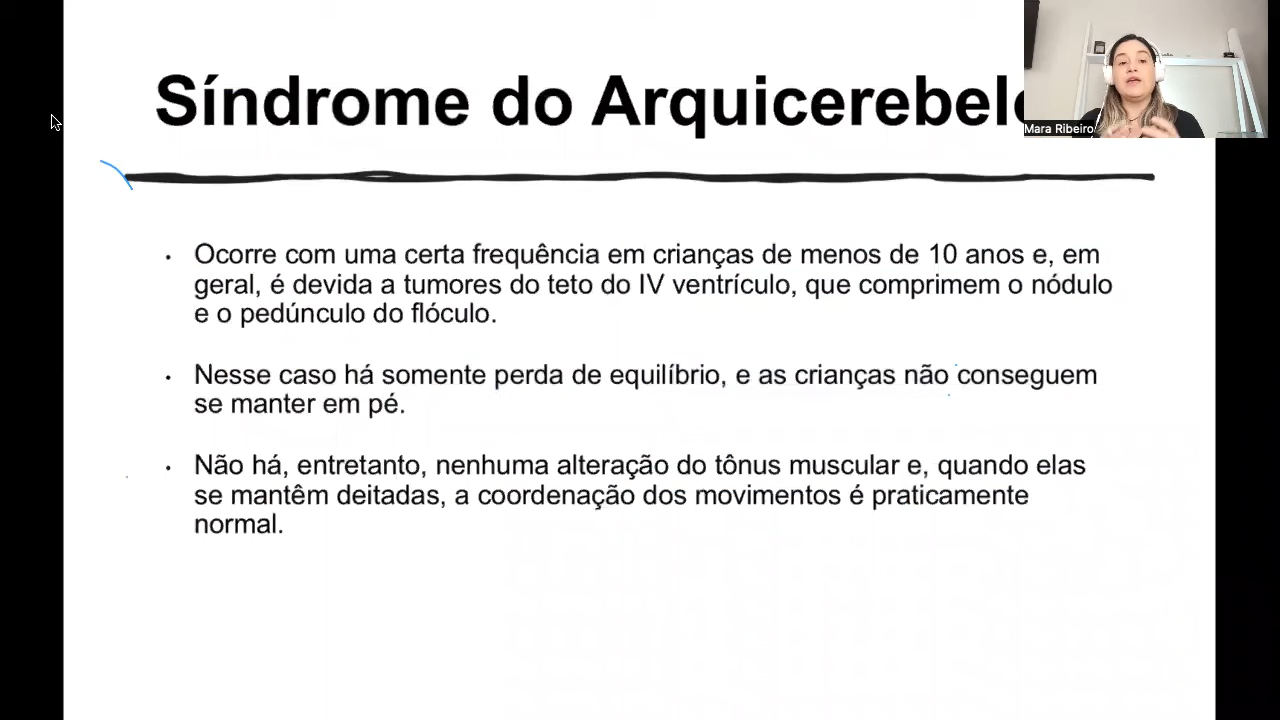 Síndrome do Arquicerebelo
Mara Ribeiro
• Ocorre com uma certa frequência em crianças de menos de 10 anos e, em
geral, é devida a tumores do teto do IV ventrículo, que comprimem o nódulo
e o pedúnculo do flóculo.
• Nesse caso há somente perda de equilíbrio, e as crianças não conseguem
se manter em pé.
• Não há, entretanto, nenhuma alteração do tônus muscular e, quando elas
se mantêm deitadas, a coordenação dos movimentos é praticamente
normal.